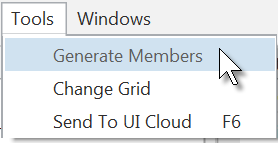 Tools Windows
Generate Members
Change Grid
Send To UI Cloud F6